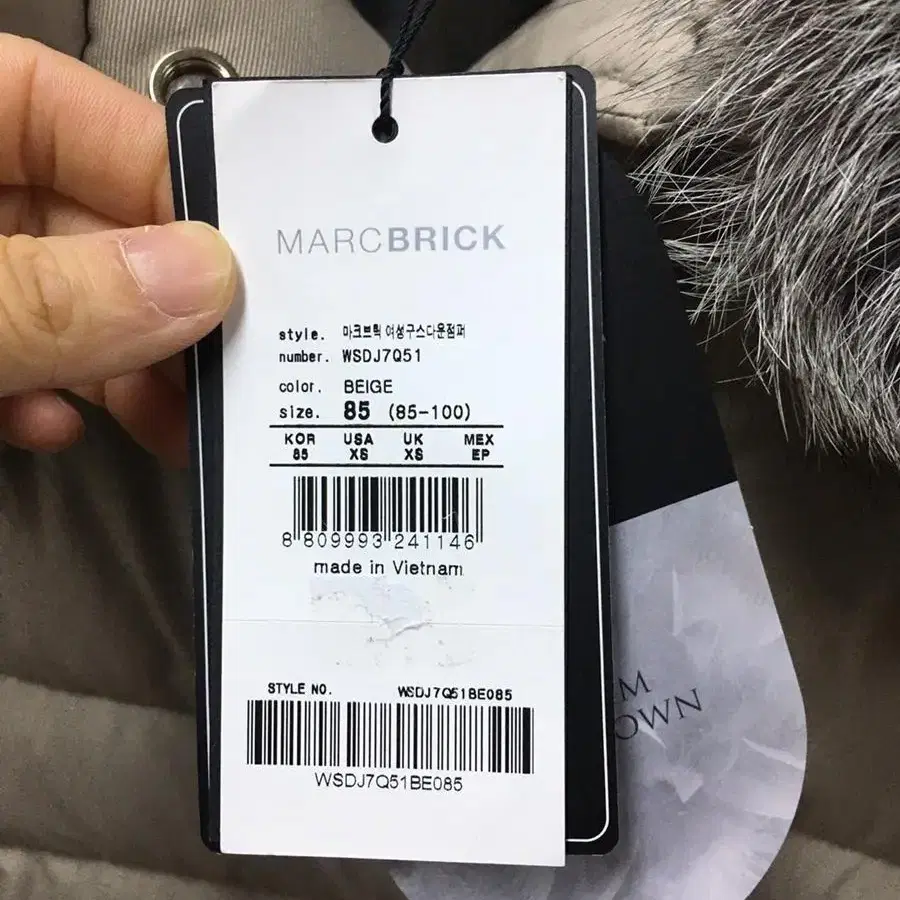 MARCBRICK
style. 마크브릭 여성구스다운점퍼
number. WSDJ7Q51
color. BEIGE
size. 85 (85-100)
KOR USA UK MEX
85 XS XS EP
8 809993 241146
made in Vietnam
STYLE NO. WSDJ7Q51BE085
WSDJ7Q51BE085